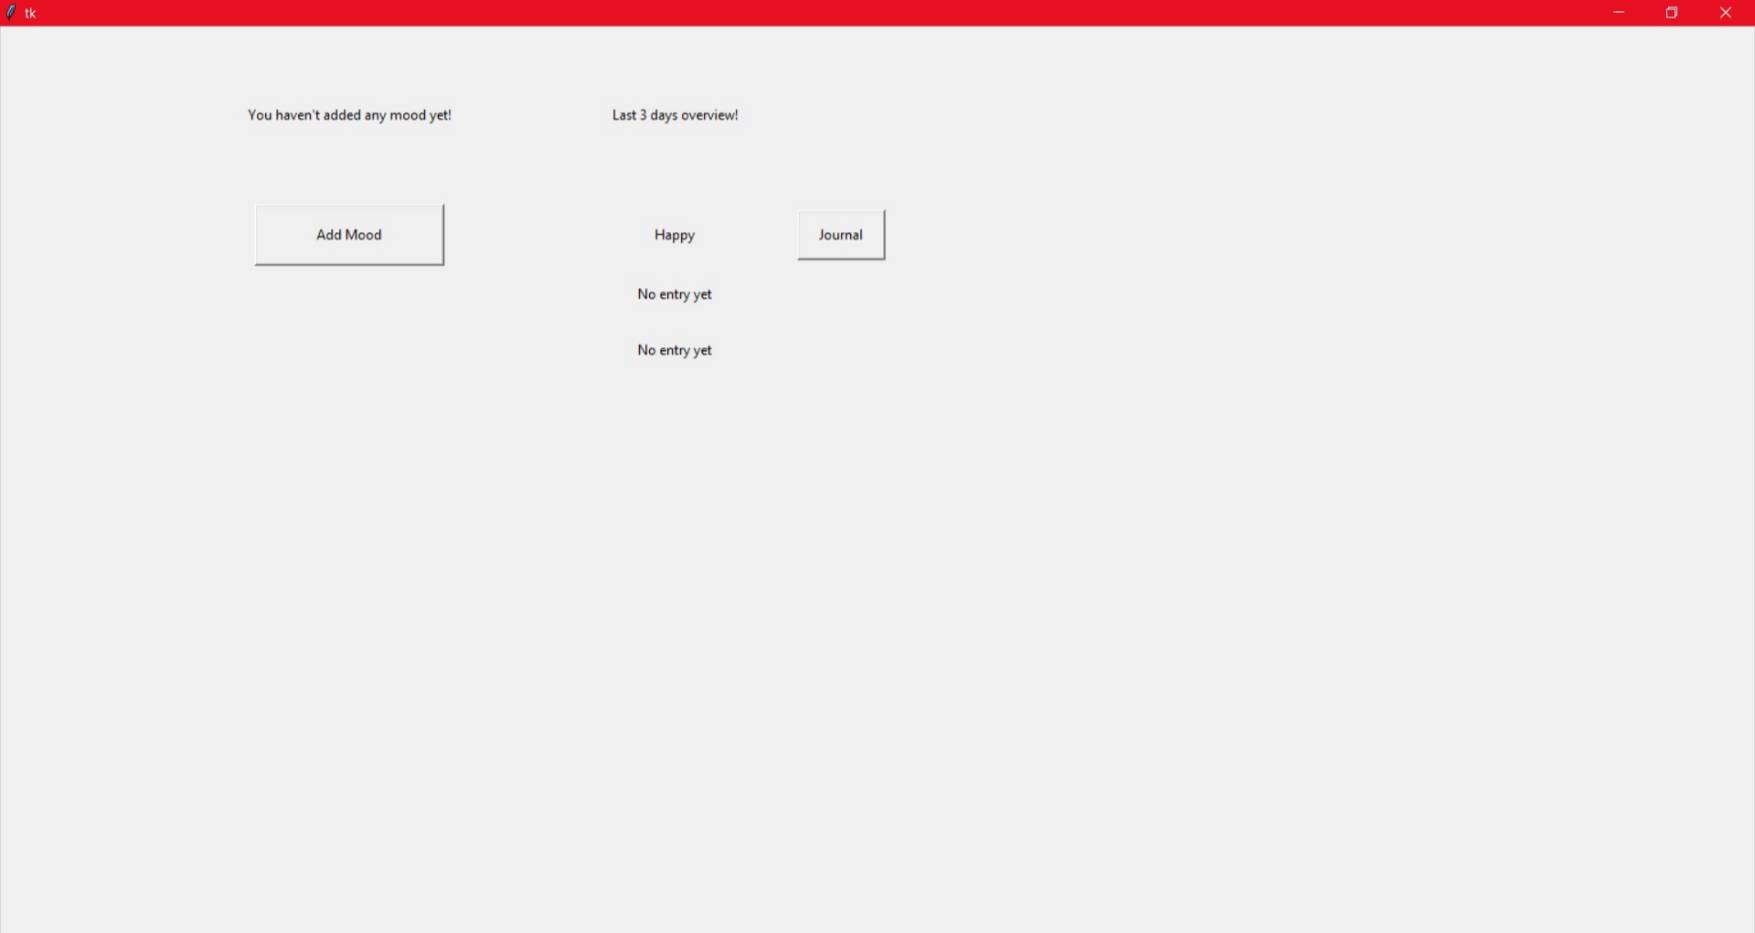 tk
You haven't added any mood yet!
Last 3 days overview!
Add Mood
Happy
Journal
No entry yet
No entry yet